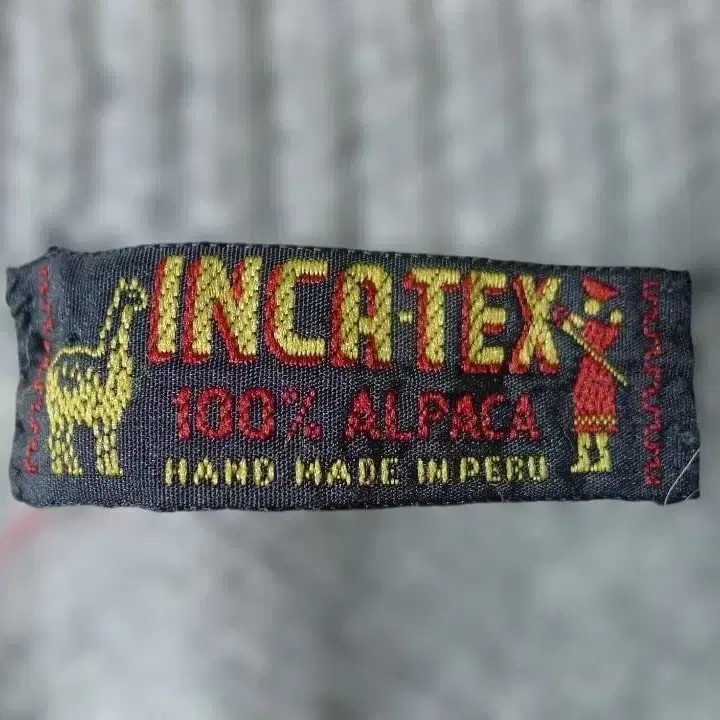 INCA-TEX
100% ALPACA
HAND MADE IN PERU